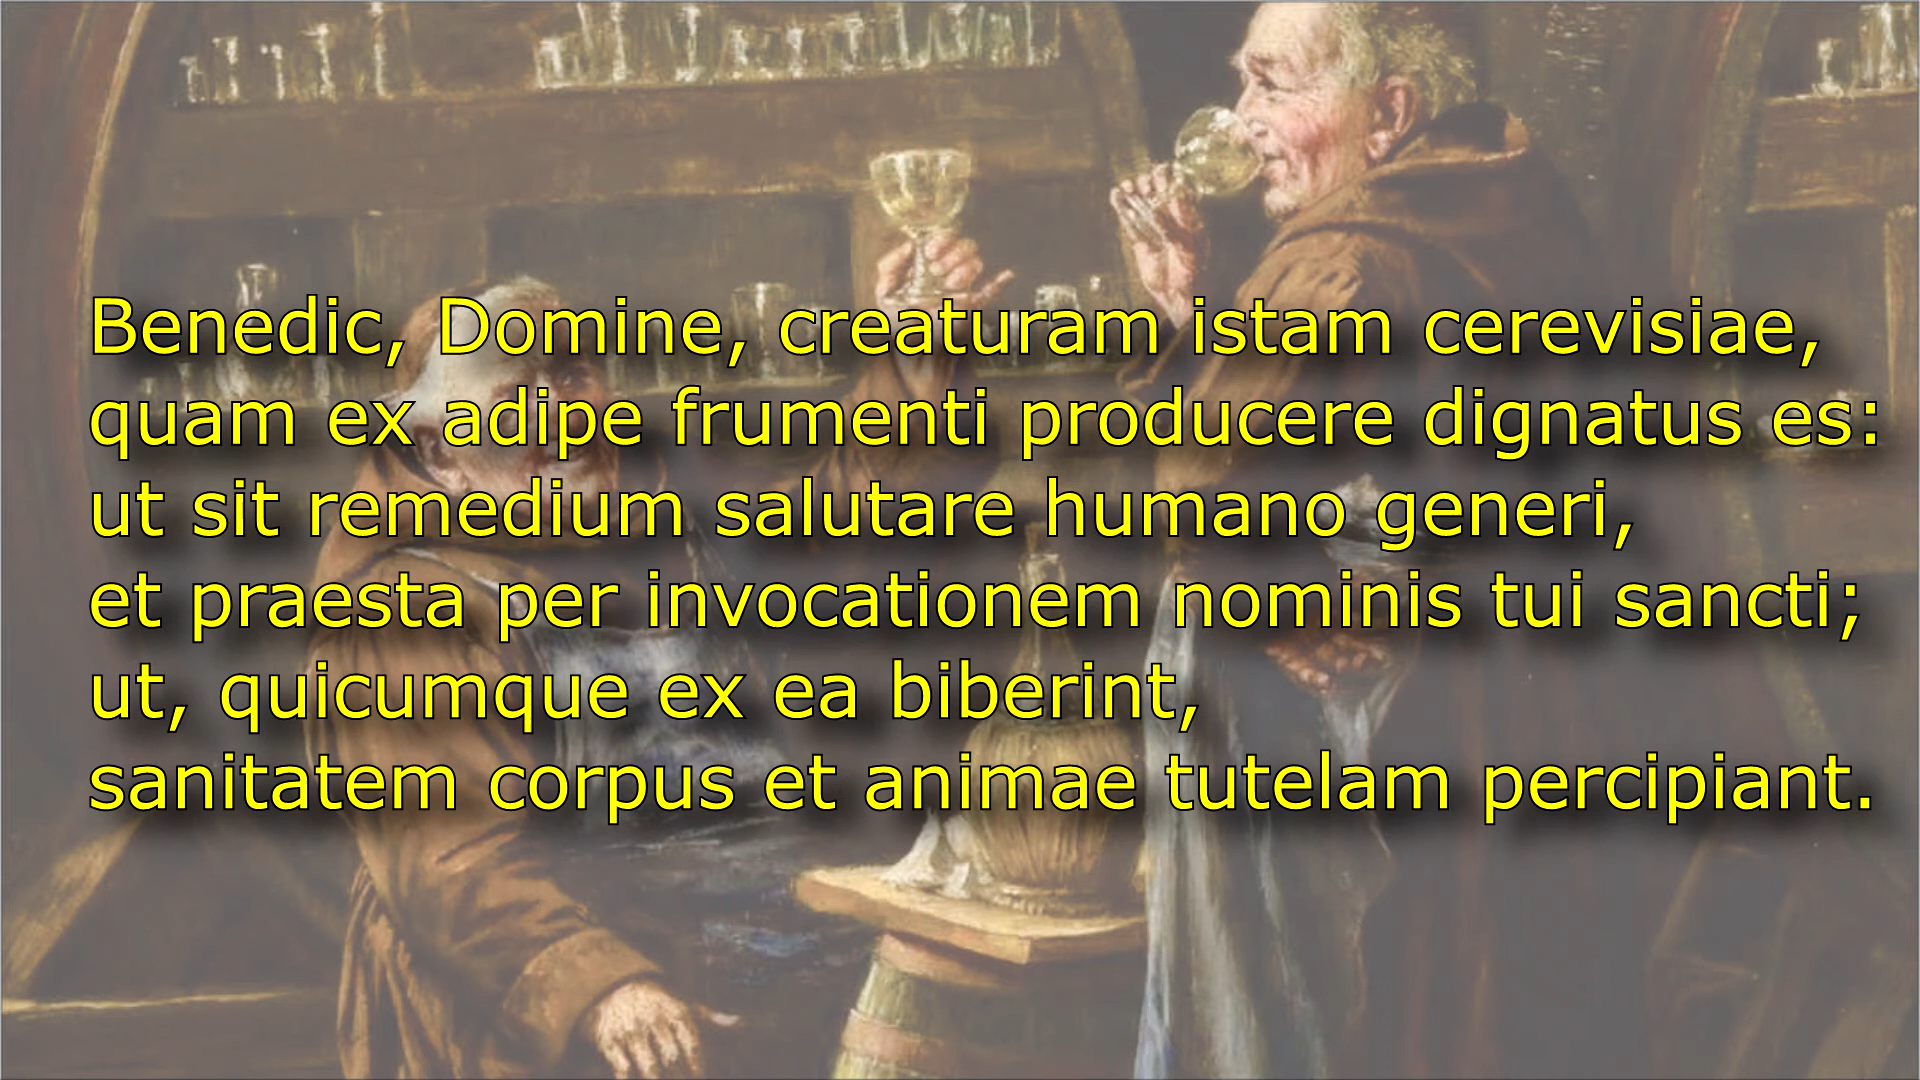 Benedic, Domine, creaturam istam cerevisiae,
quam ex adipe frumenti producere dignatus es:
ut sit remedium salutare humano generi,
et praesta per invocationem nominis tui sancti;
ut, quicumque ex ea biberint,
sanitatem corpus et animae tutelam percipiant.